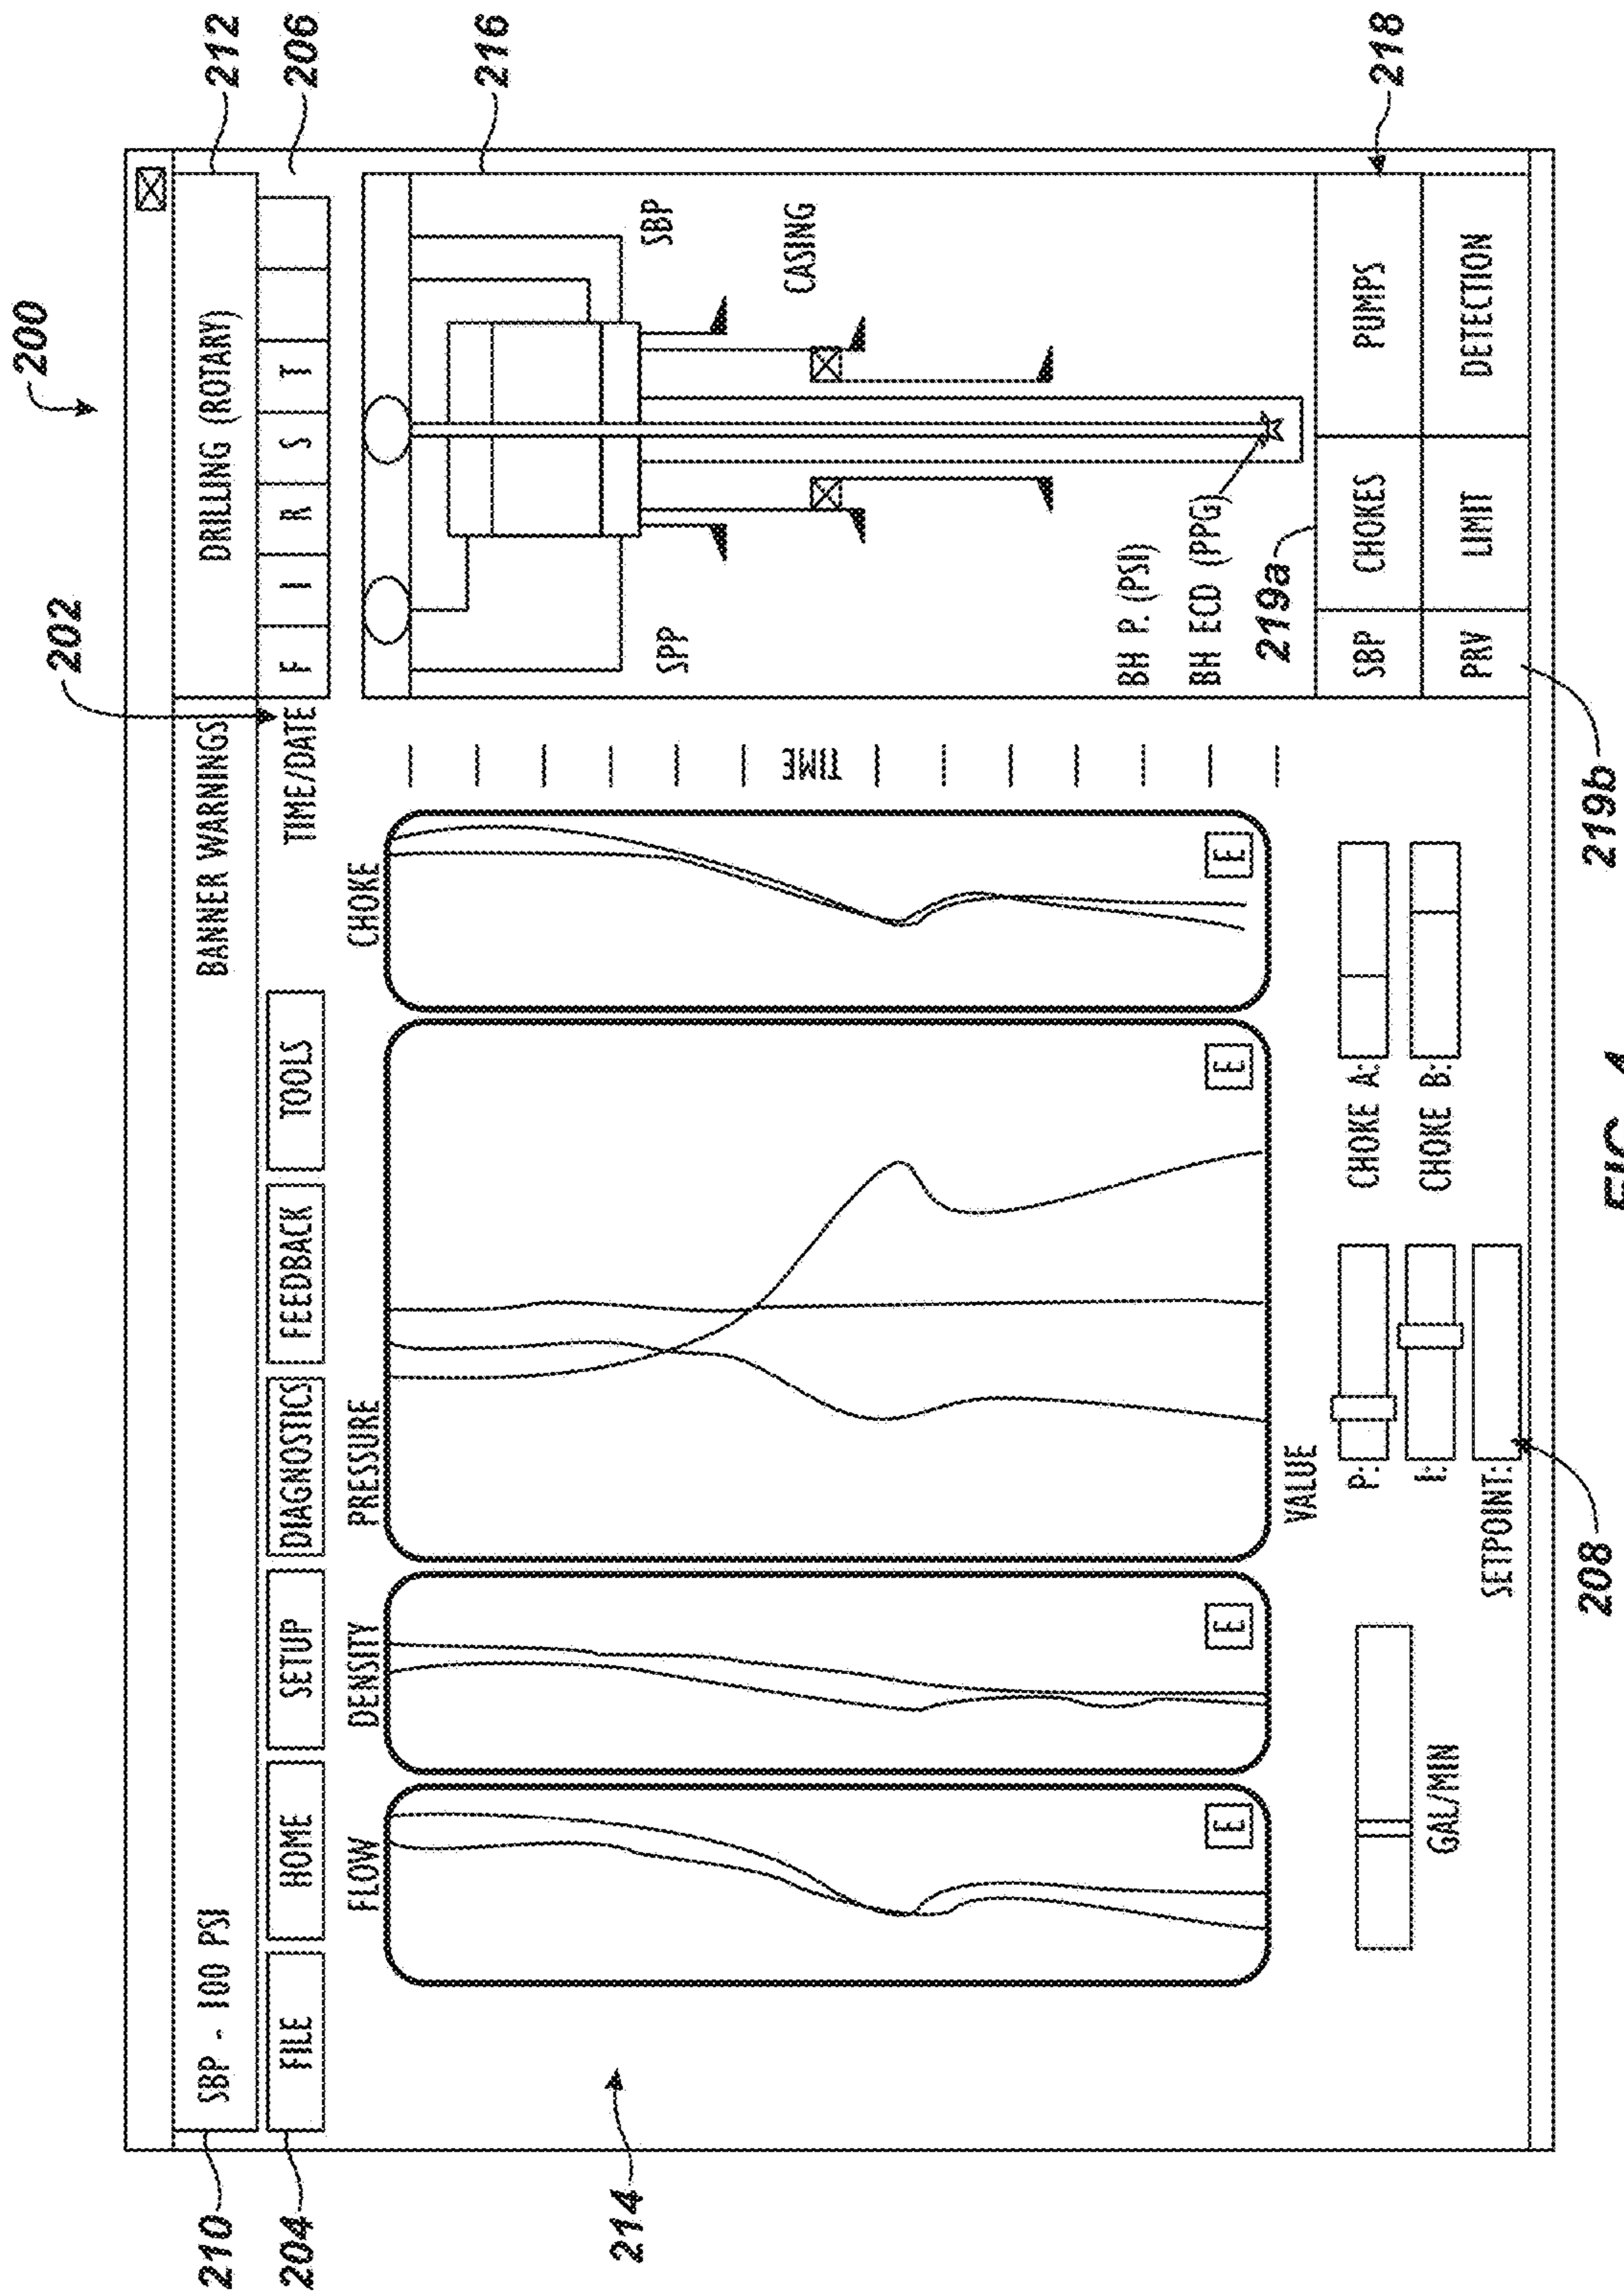 200
202
212
206
216
218
210
204
214
SBP - 100 PSI
BANNER WARNINGS
DRILLING (ROTARY)
FILE
HOME
SETUP
DIAGNOSTICS
FEEDBACK
TOOLS
TIME/DATE
F I R S T
FLOW
DENSITY
PRESSURE
CHOKE
TIME
E
E
E
E
SPP
SBP
CASING
BH P. (PSI)
BH ECD (PPG)
219a
SBP
CHOKES
PUMPS
PRV
LIMIT
DETECTION
VALUE
P:
I:
SETPOINT:
CHOKE A:
CHOKE B:
GAL/MIN
208
219b